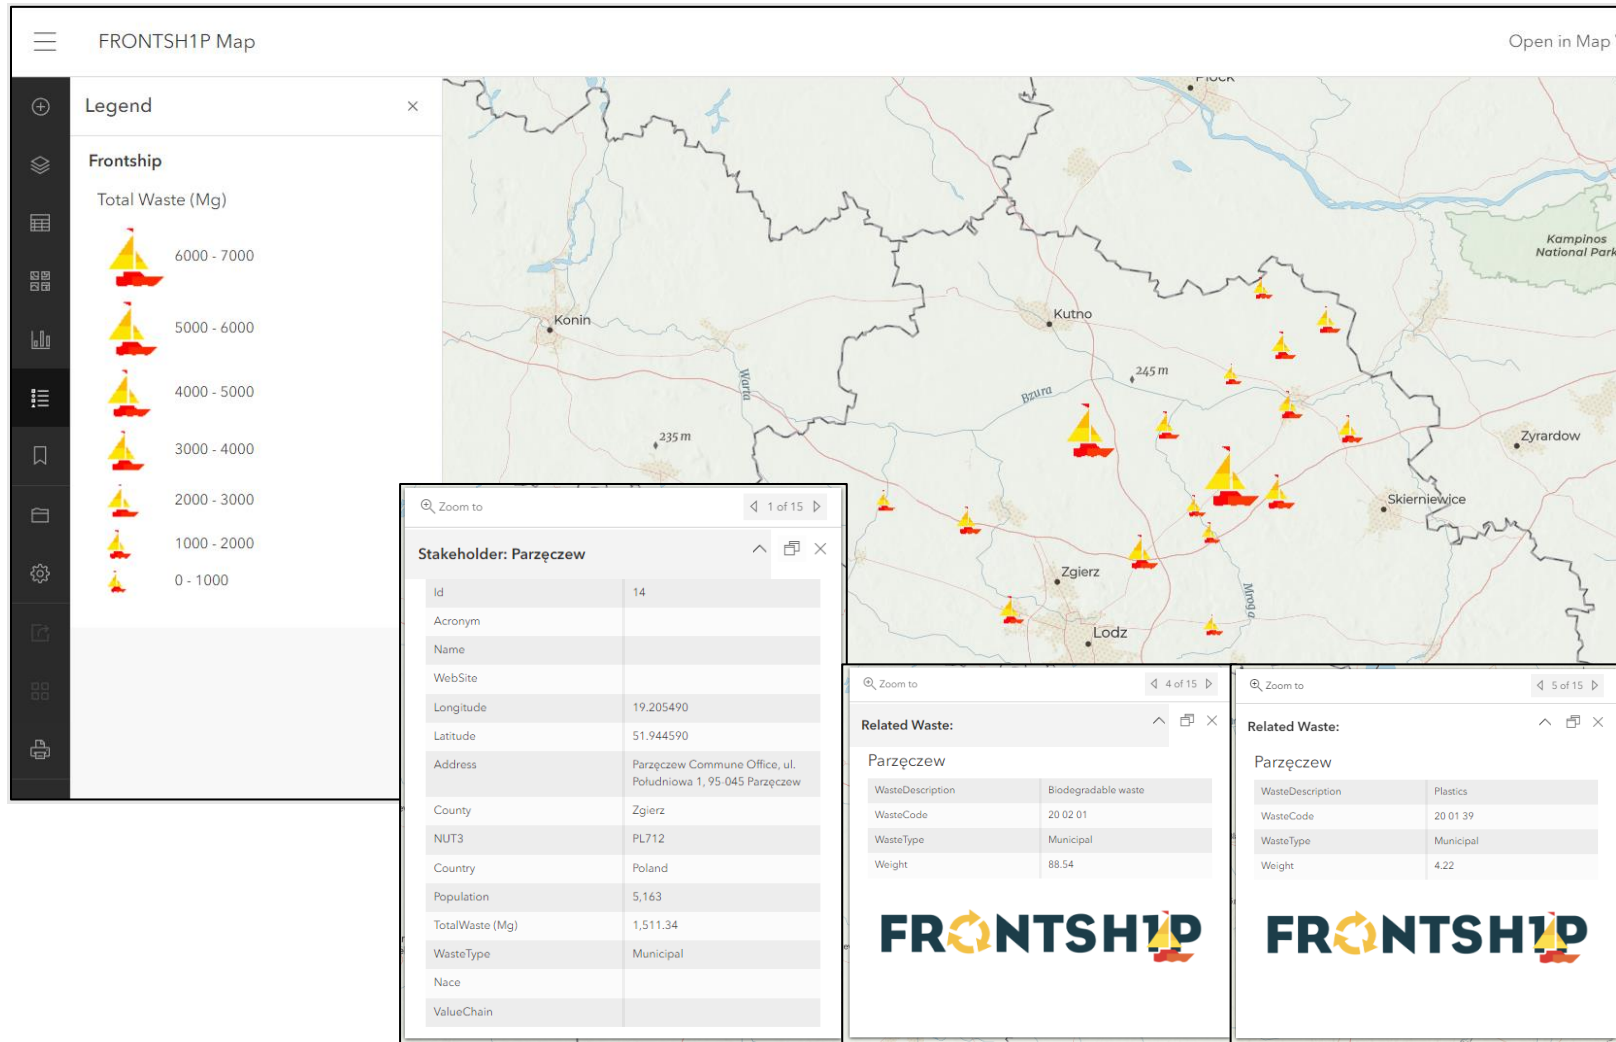 FRONTSH1P Map
Open in Map
Legend
Frontship
Total Waste (Mg)
6000 - 7000
5000 - 6000
4000 - 5000
3000 - 4000
2000 - 3000
1000 - 2000
0 - 1000
Plock
Kampinos
National Park
Konin
Kutno
245 m
Warta
Bzura
235 m
Zyrardow
Skierniewice
Zgierz
Mroga
Lodz
Zoom to
1 of 15
Stakeholder: Parzęczew
Id 14
Acronym
Name
WebSite
Longitude 19.205490
Latitude 51.944590
Address Parzęczew Commune Office, ul.
Południowa 1, 95-045 Parzęczew
County Zgierz
NUT3 PL712
Country Poland
Population 5,163
TotalWaste (Mg) 1,511.34
WasteType Municipal
Nace
ValueChain
Zoom to
4 of 15
Related Waste:
Parzęczew
WasteDescription Biodegradable waste
WasteCode 20 02 01
WasteType Municipal
Weight 88.54
FRONTSH1P
Zoom to
5 of 15
Related Waste:
Parzęczew
WasteDescription Plastics
WasteCode 20 01 39
WasteType Municipal
Weight 4.22
FRONTSH1P